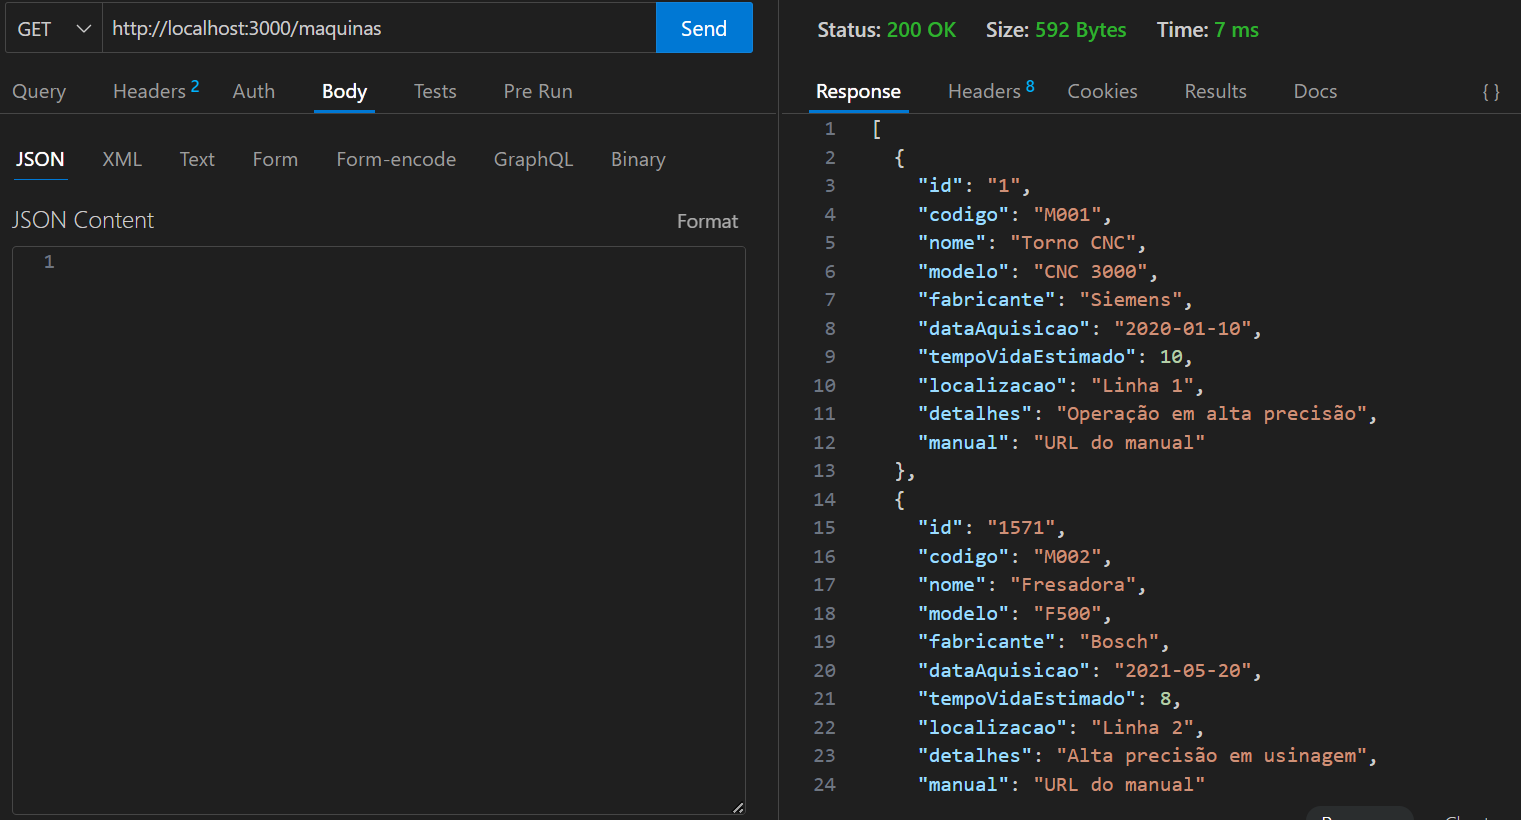 GET http://localhost:3000/maquinas Send
Query Headers 2 Auth Body Tests Pre Run
JSON XML Text Form Form-encode GraphQL Binary
JSON Content Format
1
Status: 200 OK Size: 592 Bytes Time: 7 ms
Response Headers 8 Cookies Results Docs { }
1 [
2 {
3 "id": "1",
4 "codigo": "M001",
5 "nome": "Torno CNC",
6 "modelo": "CNC 3000",
7 "fabricante": "Siemens",
8 "dataAquisicao": "2020-01-10",
9 "tempoVidaEstimado": 10,
10 "localizacao": "Linha 1",
11 "detalhes": "Operação em alta precisão",
12 "manual": "URL do manual"
13 },
14 {
15 "id": "1571",
16 "codigo": "M002",
17 "nome": "Fresadora",
18 "modelo": "F500",
19 "fabricante": "Bosch",
20 "dataAquisicao": "2021-05-20",
21 "tempoVidaEstimado": 8,
22 "localizacao": "Linha 2",
23 "detalhes": "Alta precisão em usinagem",
24 "manual": "URL do manual"